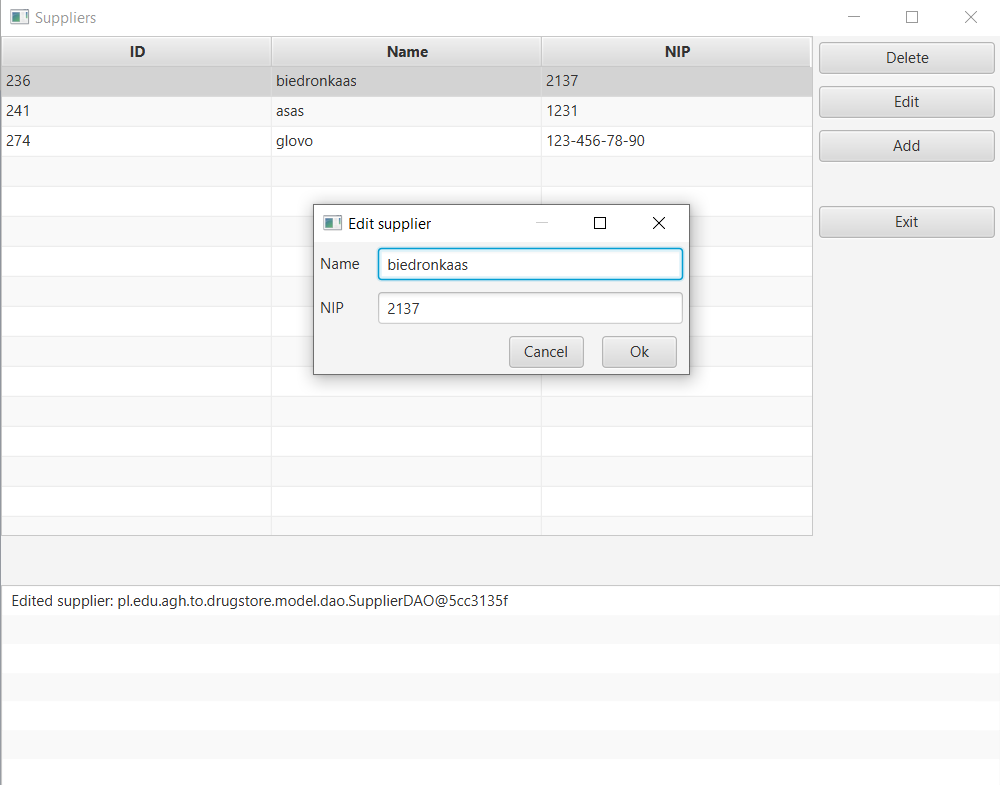 Suppliers
ID Name NIP
236 biedronkaas 2137
241 asas 1231
274 glovo 123-456-78-90
Delete
Edit
Add
Exit
Edit supplier
Name biedronkaas
NIP 2137
Cancel Ok
Edited supplier: pl.edu.agh.to.drugstore.model.dao.SupplierDAO@5cc3135f